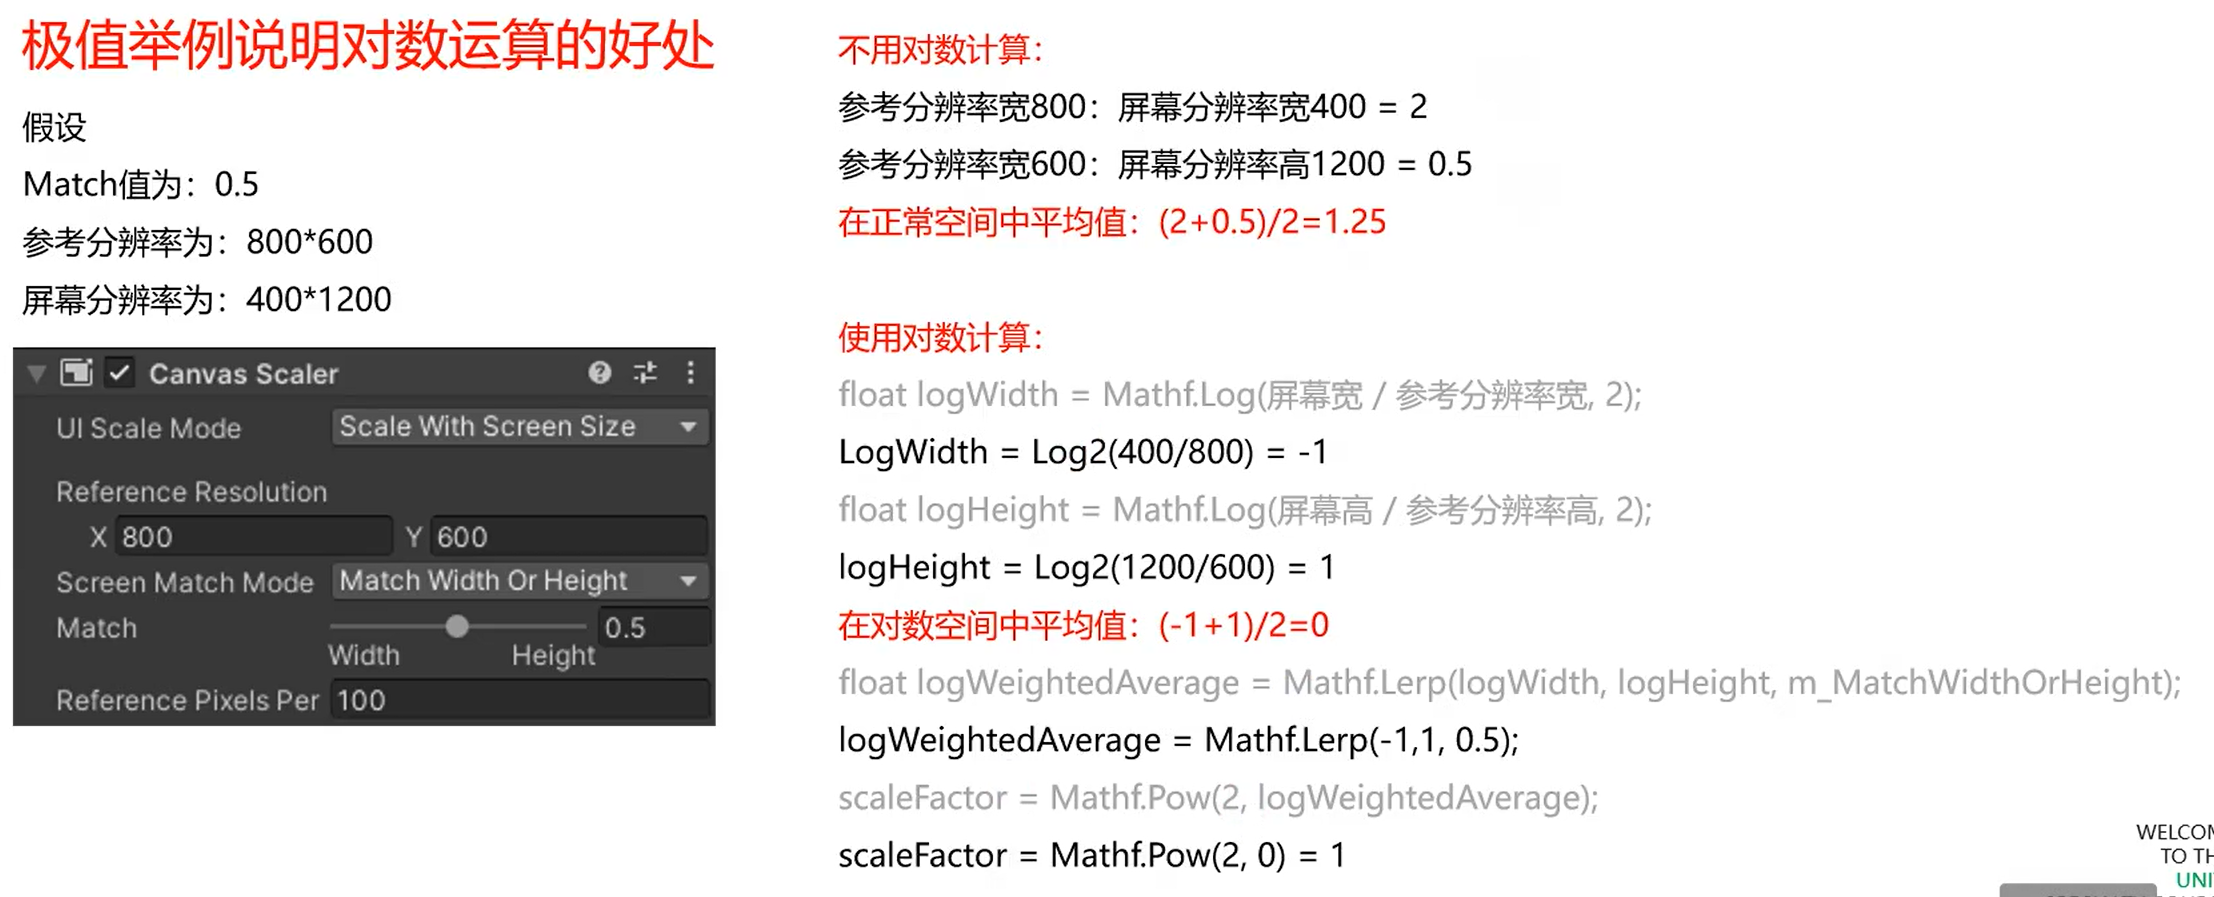 极值举例说明对数运算的好处
假设
Match值为：0.5
参考分辨率为：800*600
屏幕分辨率为：400*1200
Canvas Scaler
UI Scale Mode Scale With Screen Size
Reference Resolution
X 800 Y 600
Screen Match Mode Match Width Or Height
Match 0.5
Width Height
Reference Pixels Per 100
不用对数计算：
参考分辨率宽800：屏幕分辨率宽400 = 2
参考分辨率宽600：屏幕分辨率高1200 = 0.5
在正常空间中平均值：(2+0.5)/2=1.25
使用对数计算：
float logWidth = Mathf.Log(屏幕宽 / 参考分辨率宽, 2);
LogWidth = Log2(400/800) = -1
float logHeight = Mathf.Log(屏幕高 / 参考分辨率高, 2);
logHeight = Log2(1200/600) = 1
在对数空间中平均值：(-1+1)/2=0
float logWeightedAverage = Mathf.Lerp(logWidth, logHeight, m_MatchWidthOrHeight);
logWeightedAverage = Mathf.Lerp(-1,1, 0.5);
scaleFactor = Mathf.Pow(2, logWeightedAverage);
scaleFactor = Mathf.Pow(2, 0) = 1
WELCOM
TO TH
UNI